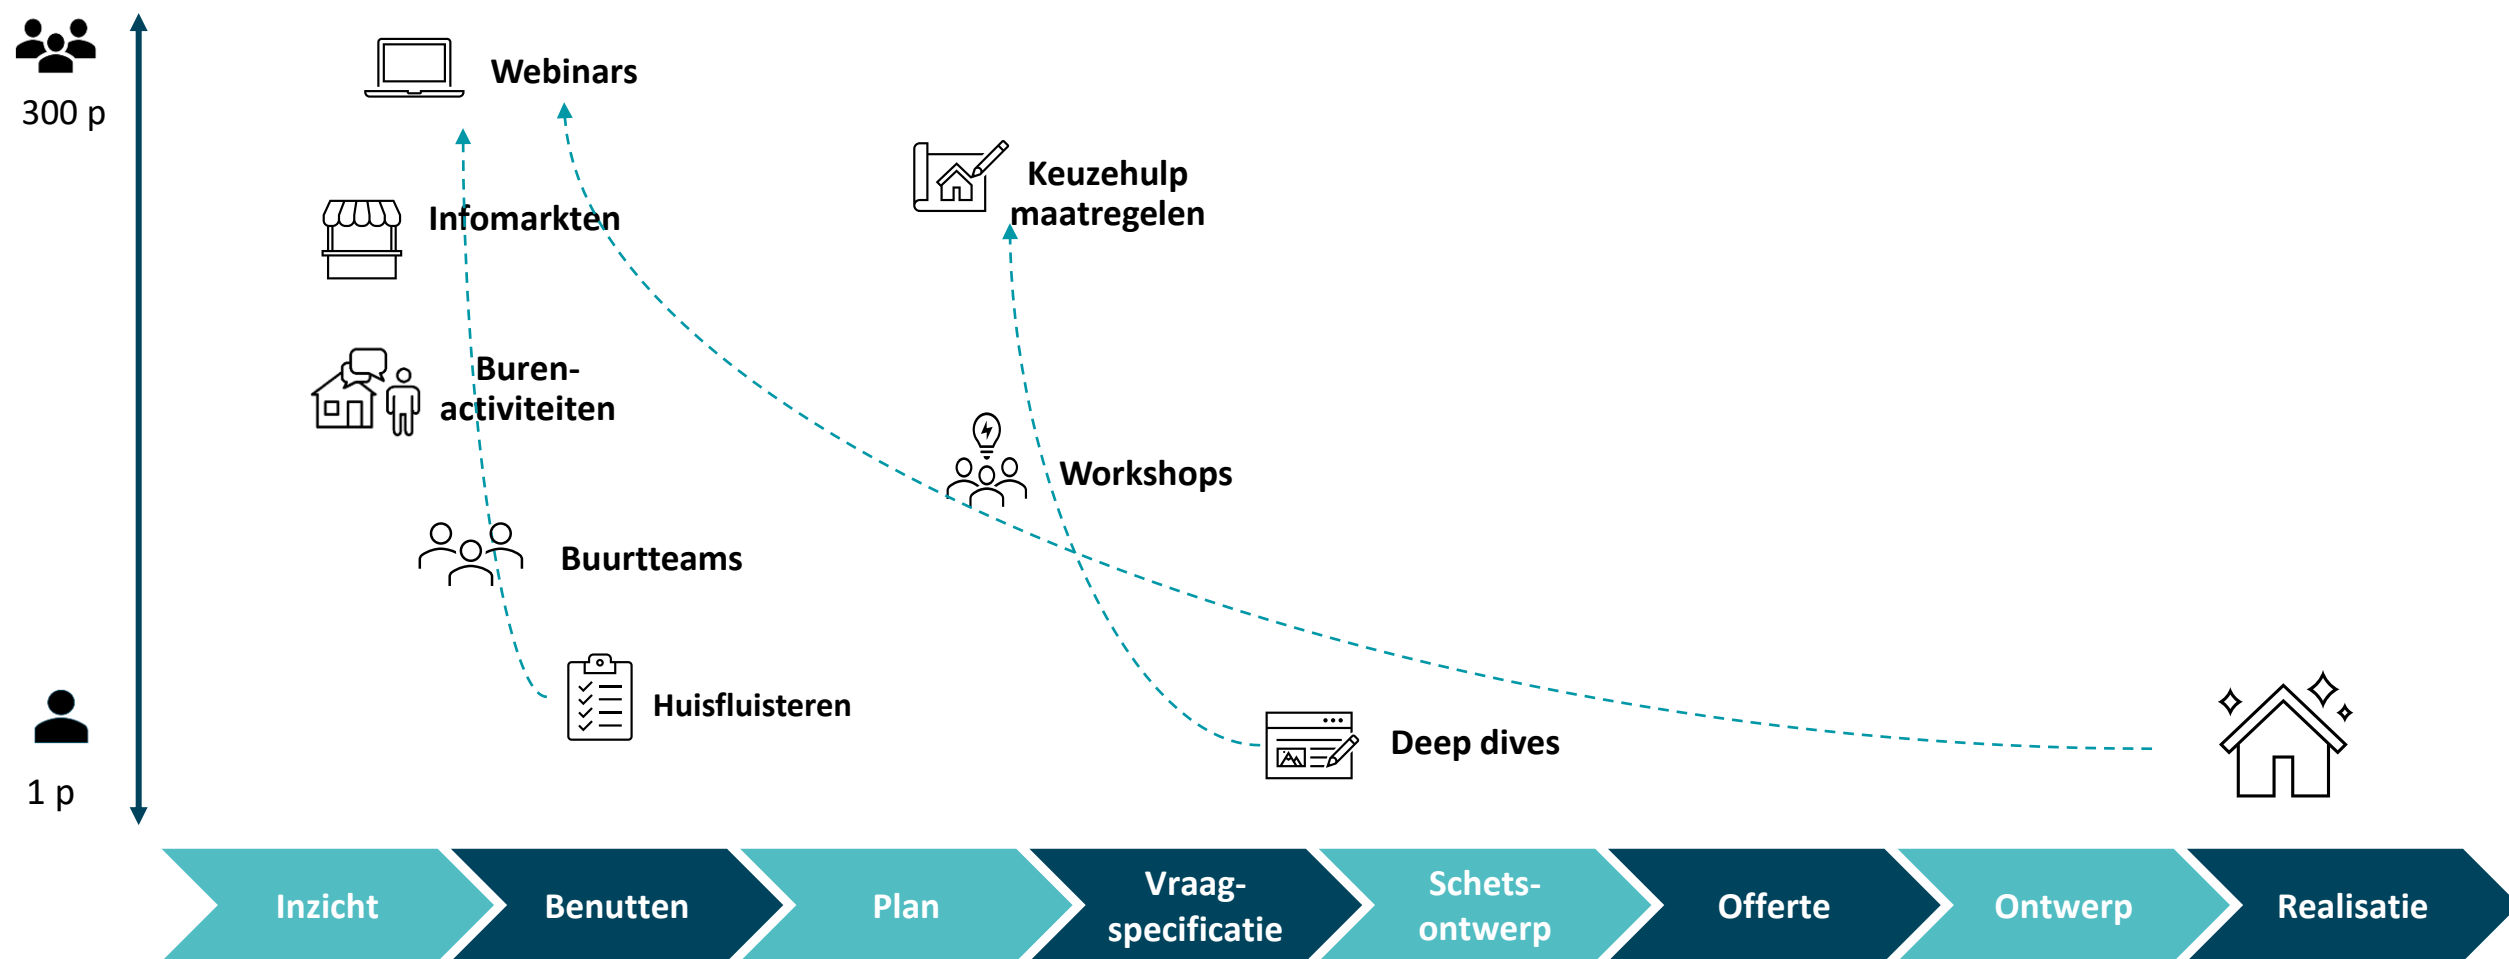 300 p
Webinars
Keuzehulp
maatregelen
Infomarkten
Buren-
activiteiten
Workshops
Buurtteams
Huisfluisteren
Deep dives
1 p
Inzicht
Benutten
Plan
Vraag-
specificatie
Schets-
ontwerp
Offerte
Ontwerp
Realisatie